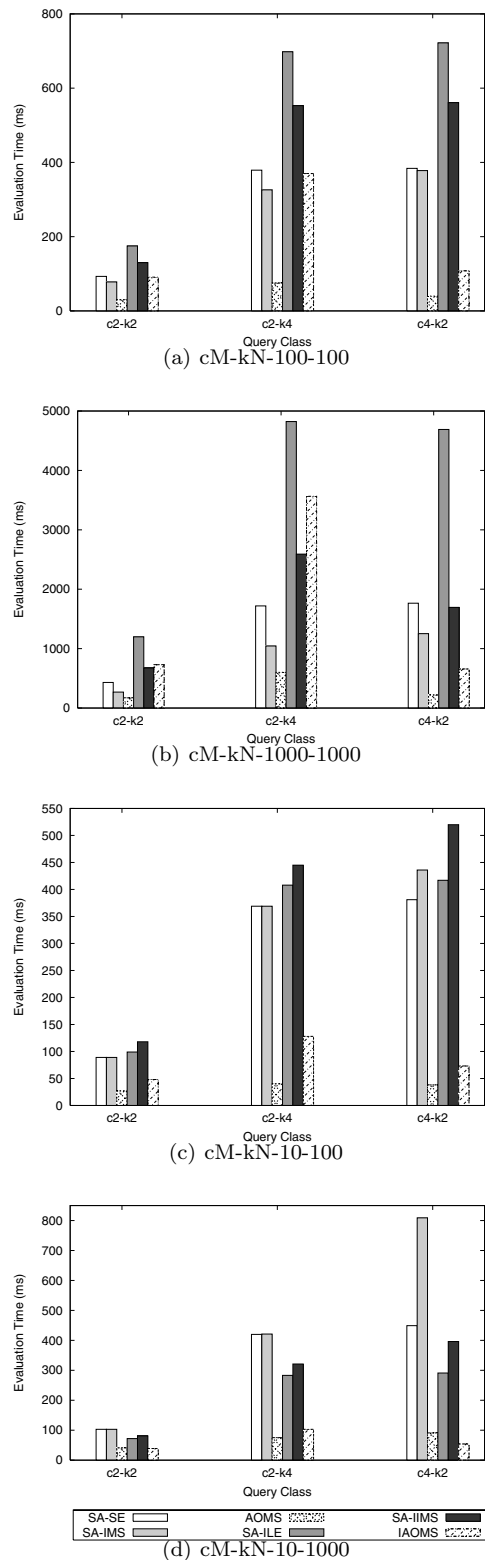 800
600
400
200
0
Evaluation Time (ms)
c2-k2 c2-k4 c4-k2
Query Class
(a) cM-kN-100-100
5000
4000
3000
2000
1000
0
Evaluation Time (ms)
c2-k2 c2-k4 c4-k2
Query Class
(b) cM-kN-1000-1000
550
500
450
400
350
300
250
200
150
100
50
0
Evaluation Time (ms)
c2-k2 c2-k4 c4-k2
Query Class
(c) cM-kN-10-100
800
700
600
500
400
300
200
100
0
Evaluation Time (ms)
c2-k2 c2-k4 c4-k2
Query Class
SA-SE AOMS SA-IIMS
SA-IMS SA-ILE IAOMS
(d) cM-kN-10-1000